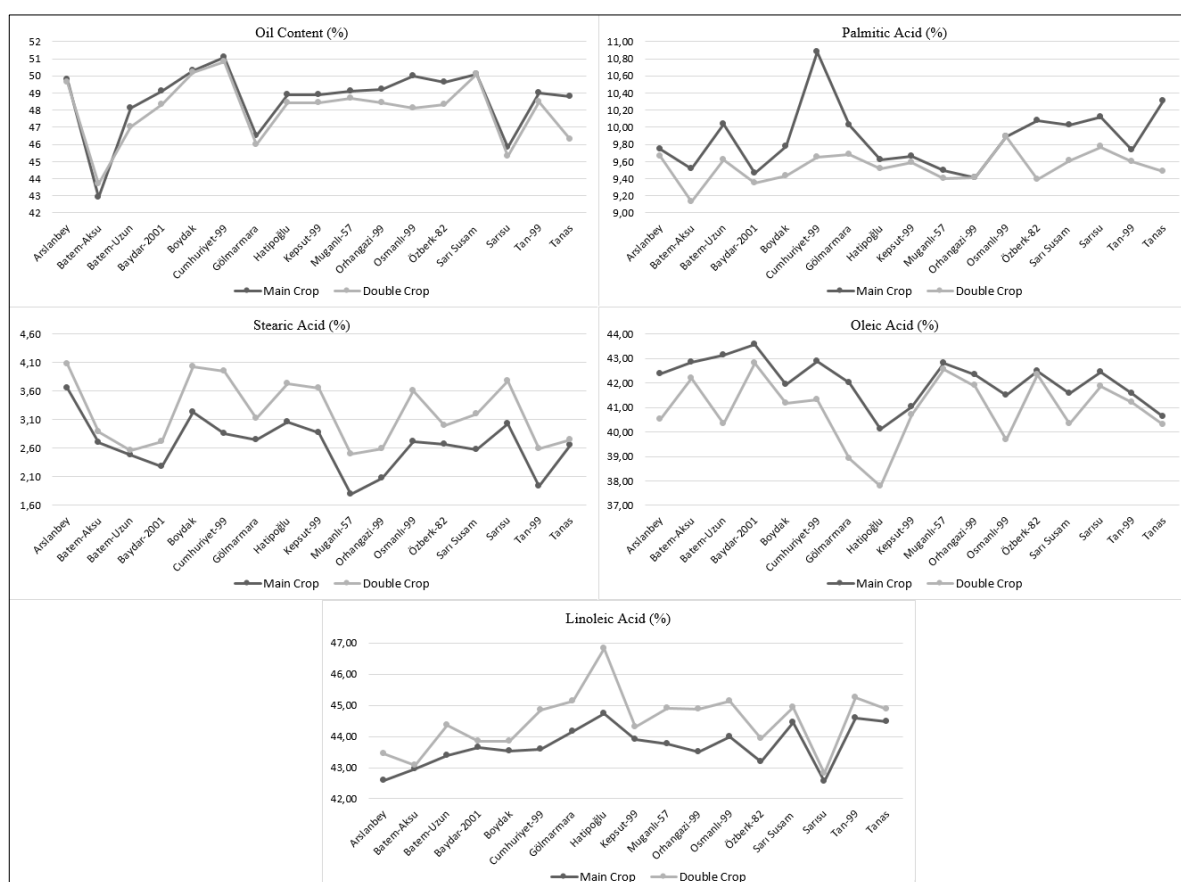 Oil Content (%)
52
51
50
49
48
47
46
45
44
43
42
Arslanbey
Batem-Aksu
Batem-Uzun
Baydar-2001
Boydak
Cumhuriyet-99
Gölmarmara
Hatipoğlu
Kepsut-99
Muganlı-57
Orhangazi-99
Osmanlı-99
Özberk-82
Sarı Susam
Sarısu
Tan-99
Tanas
Main Crop Double Crop
Palmitic Acid (%)
11,00
10,80
10,60
10,40
10,20
10,00
9,80
9,60
9,40
9,20
9,00
Arslanbey
Batem-Aksu
Batem-Uzun
Baydar-2001
Boydak
Cumhuriyet-99
Gölmarmara
Hatipoğlu
Kepsut-99
Muganlı-57
Orhangazi-99
Osmanlı-99
Özberk-82
Sarı Susam
Sarısu
Tan-99
Tanas
Main Crop Double Crop
Stearic Acid (%)
4,60
4,10
3,60
3,10
2,60
2,10
1,60
Arslanbey
Batem-Aksu
Batem-Uzun
Baydar-2001
Boydak
Cumhuriyet-99
Gölmarmara
Hatipoğlu
Kepsut-99
Muganlı-57
Orhangazi-99
Osmanlı-99
Özberk-82
Sarı Susam
Sarısu
Tan-99
Tanas
Main Crop Double Crop
Oleic Acid (%)
44,00
43,00
42,00
41,00
40,00
39,00
38,00
37,00
Arslanbey
Batem-Aksu
Batem-Uzun
Baydar-2001
Boydak
Cumhuriyet-99
Gölmarmara
Hatipoğlu
Kepsut-99
Muganlı-57
Orhangazi-99
Osmanlı-99
Özberk-82
Sarı Susam
Sarısu
Tan-99
Tanas
Main Crop Double Crop
Linoleic Acid (%)
47,00
46,00
45,00
44,00
43,00
42,00
Arslanbey
Batem-Aksu
Batem-Uzun
Baydar-2001
Boydak
Cumhuriyet-99
Gölmarmara
Hatipoğlu
Kepsut-99
Muganlı-57
Orhangazi-99
Osmanlı-99
Özberk-82
Sarı Susam
Sarısu
Tan-99
Tanas
Main Crop Double Crop